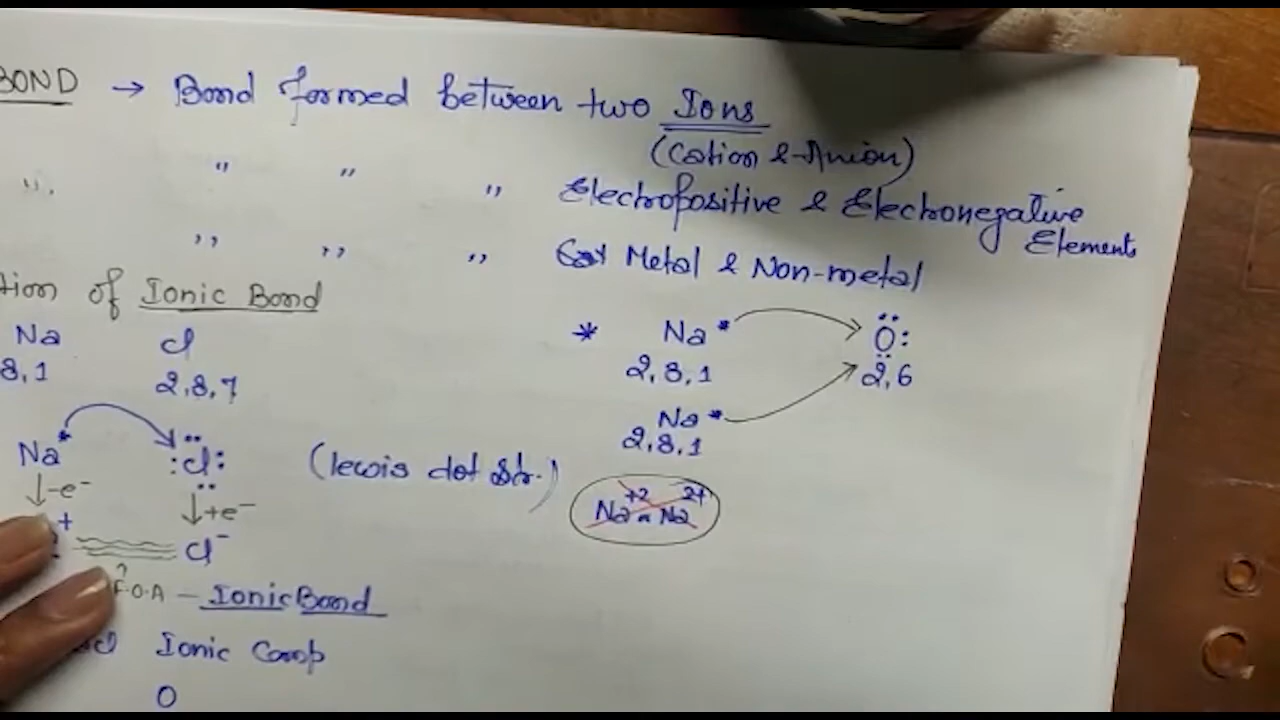 BOND → Bond formed between two Ions
(Cation & Anion)
" " " Electropositive & Electronegative
Elements
" " " Metal & Non-metal
tion of Ionic Bond
Na Cl
8,1 2,8,7
Na Cl (lewis dot Str.)
↓-e⁻ ↓+e⁻
+ Cl⁻
F.O.A – Ionic Bond
Ionic Comp
O
* Na O
2,8,1 2,6
Na
2,8,1
Na⁺² Na²⁺